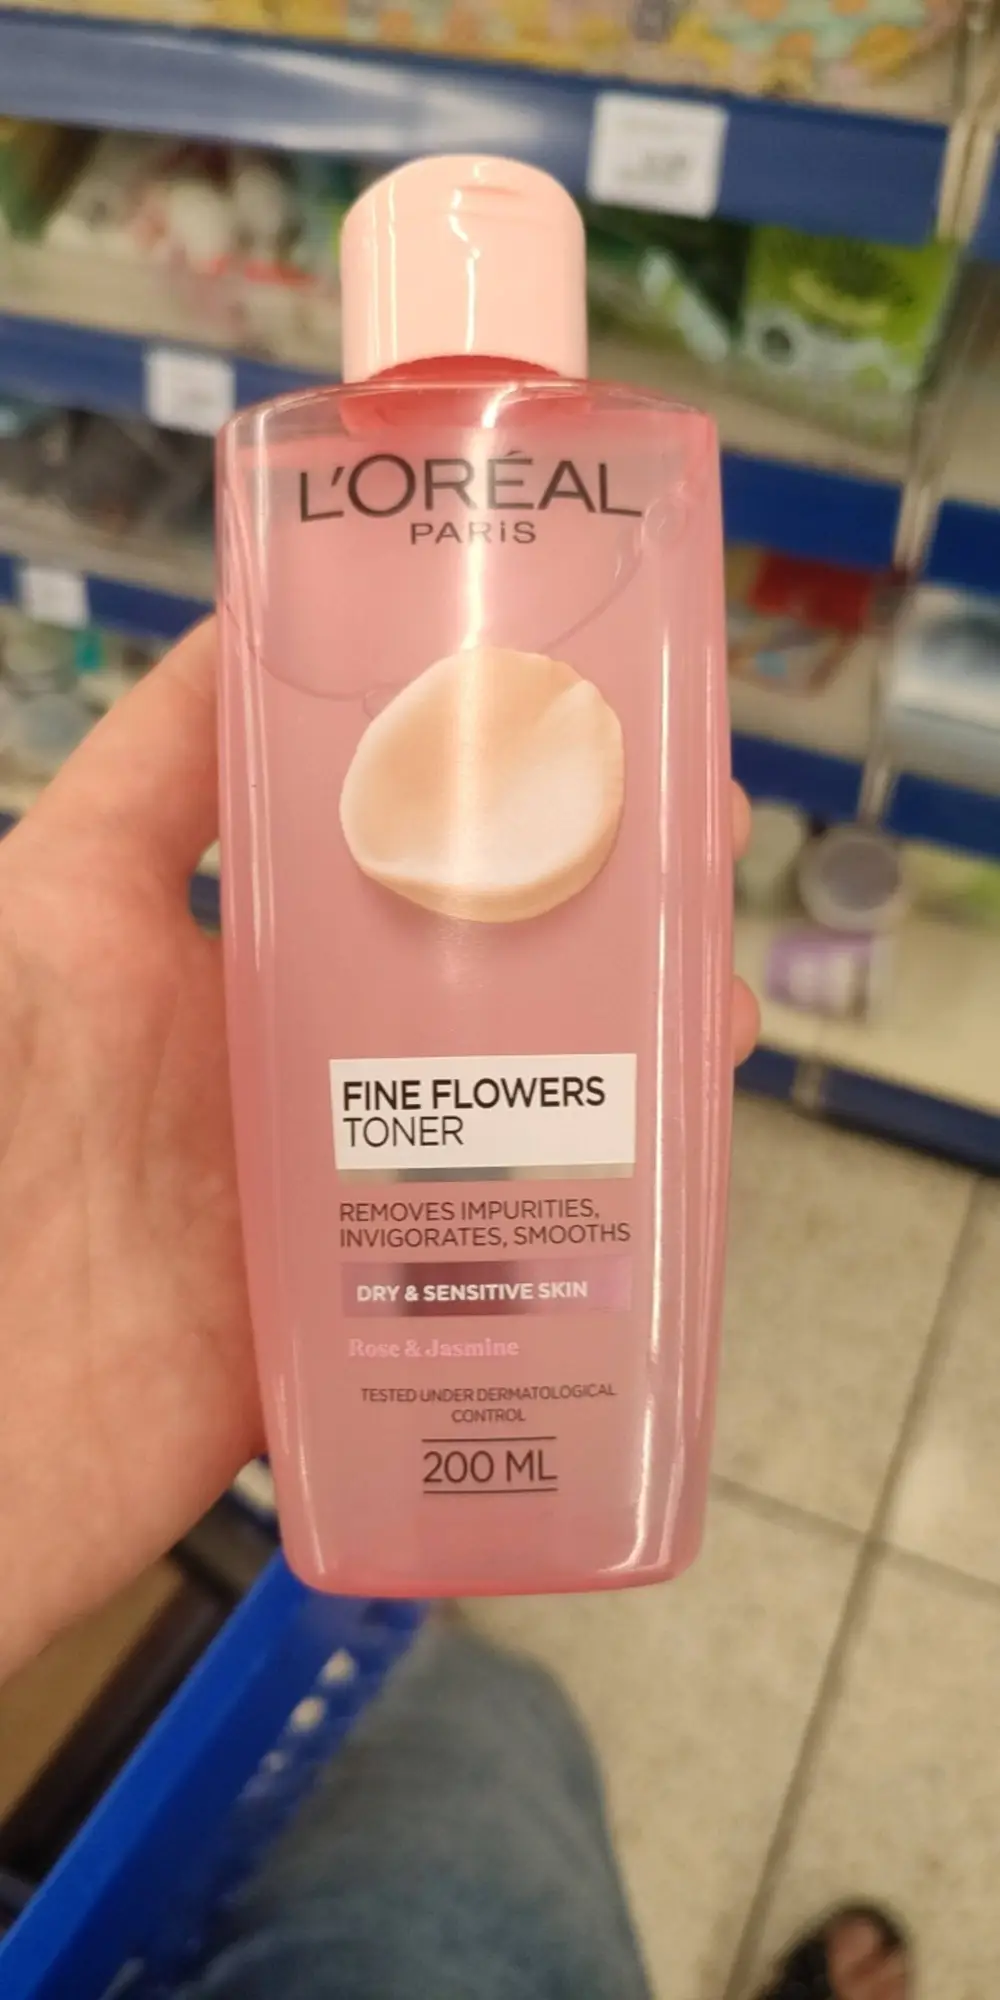 L'ORÉAL
PARiS
FINE FLOWERS
TONER
REMOVES IMPURITIES,
INVIGORATES, SMOOTHS
DRY & SENSITIVE SKIN
Rose & Jasmine
TESTED UNDER DERMATOLOGICAL
CONTROL
200 ML